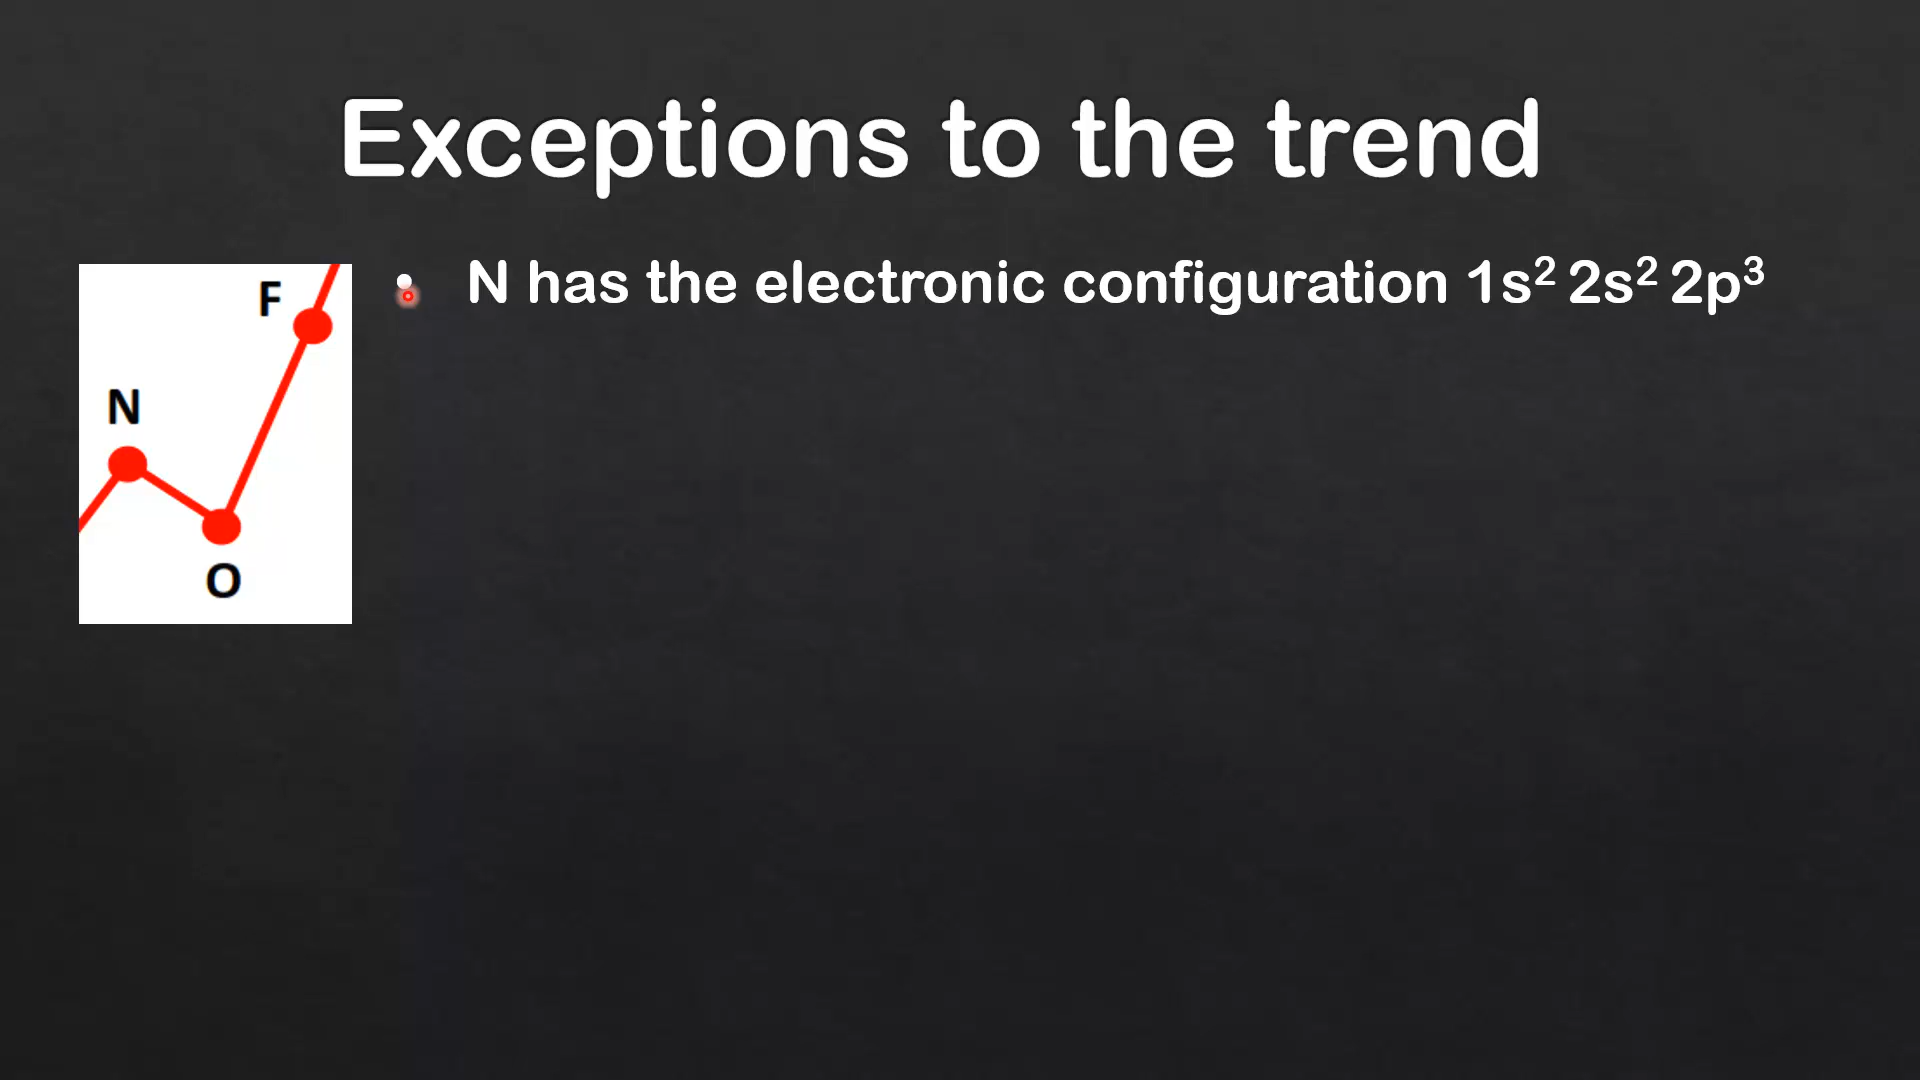 Exceptions to the trend
• N has the electronic configuration 1s² 2s² 2p³
F
N
O